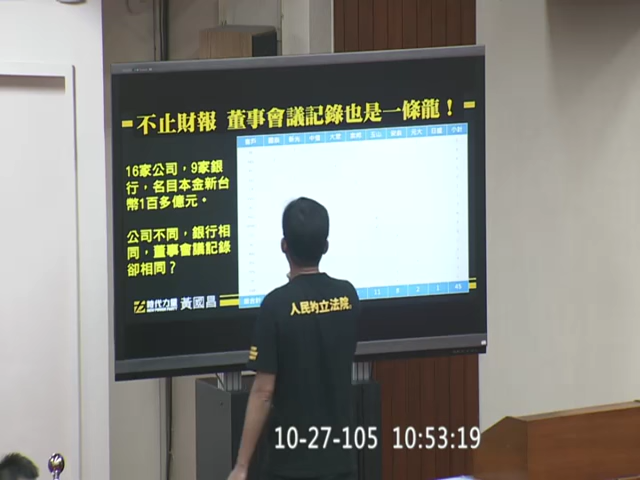 不止財報 董事會議記錄也是一條龍！
16家公司，9家銀
行，名目本金新台
幣1百多億元。
公司不同，銀行相
同，董事會議記錄
卻相同？
時代力量 黃國昌
人民的立法院
10-27-105 10:53:19